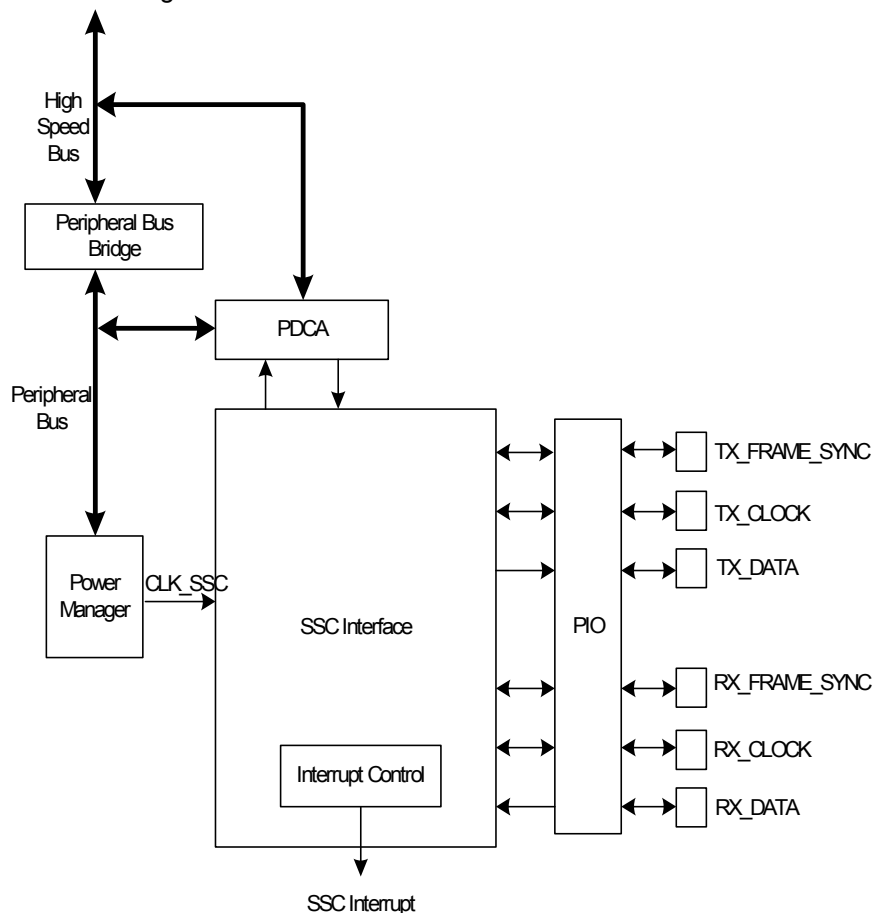 High
Speed
Bus
Peripheral Bus
Bridge
PDCA
Peripheral
Bus
TX_FRAME_SYNC
TX_CLOCK
Power
Manager
CLK_SSC
TX_DATA
SSC Interface
PIO
RX_FRAME_SYNC
RX_CLOCK
Interrupt Control
RX_DATA
SSC Interrupt